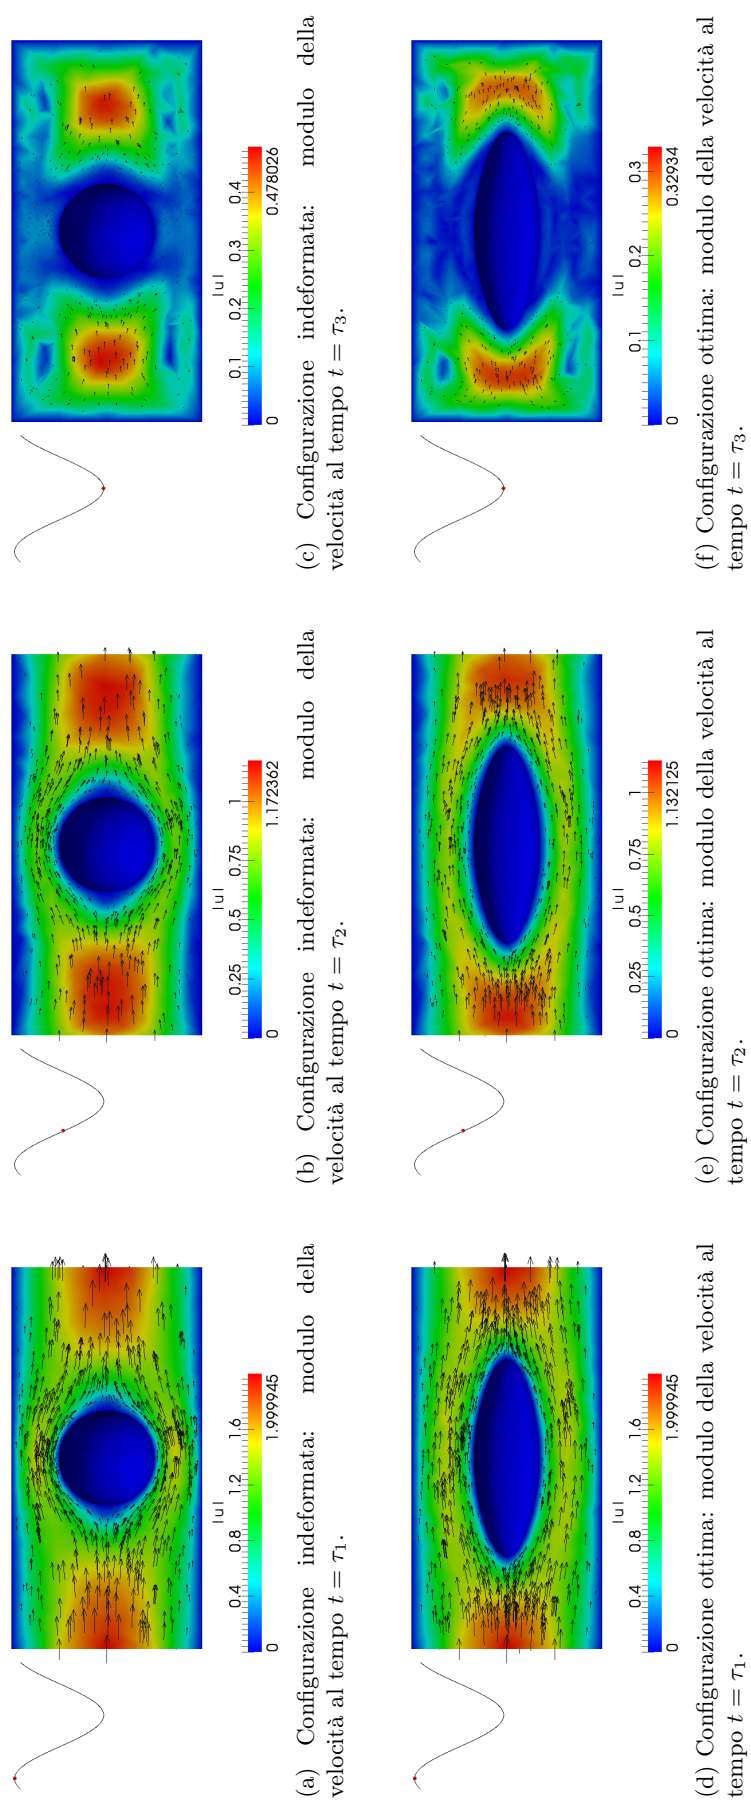 |u|
0.4 0.8 1.2 1.6
0 1.999945
(a) Configurazione indeformata: modulo della
velocità al tempo t = τ1.
|u|
0.25 0.5 0.75 1
0 1.172362
(b) Configurazione indeformata: modulo della
velocità al tempo t = τ2.
|u|
0.1 0.2 0.3 0.4
0 0.478026
(c) Configurazione indeformata: modulo della
velocità al tempo t = τ3.
|u|
0.4 0.8 1.2 1.6
0 1.999945
(d) Configurazione ottima: modulo della velocità al
tempo t = τ1.
|u|
0.25 0.5 0.75 1
0 1.132125
(e) Configurazione ottima: modulo della velocità al
tempo t = τ2.
|u|
0.1 0.2 0.3
0 0.32934
(f) Configurazione ottima: modulo della velocità al
tempo t = τ3.